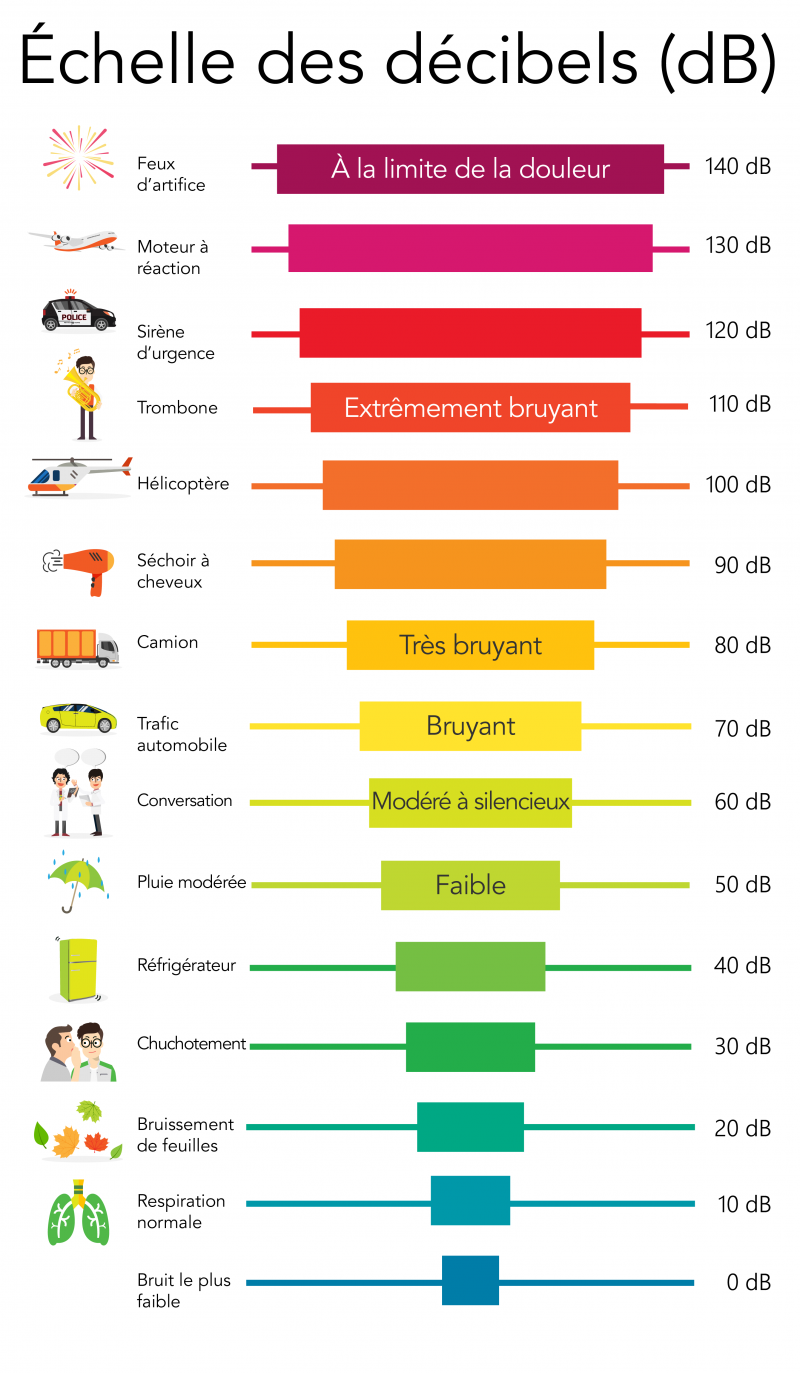 Échelle des décibels (dB)
Feux
d’artifice
À la limite de la douleur
140 dB
Moteur à
réaction
130 dB
POLICE
Sirène
d’urgence
120 dB
Trombone
Extrêmement bruyant
110 dB
Hélicoptère
100 dB
Séchoir à
cheveux
90 dB
Camion
Très bruyant
80 dB
Trafic
automobile
Bruyant
70 dB
Conversation
Modéré à silencieux
60 dB
Pluie modérée
Faible
50 dB
Réfrigérateur
40 dB
Chuchotement
30 dB
Bruissement
de feuilles
20 dB
Respiration
normale
10 dB
Bruit le plus
faible
0 dB